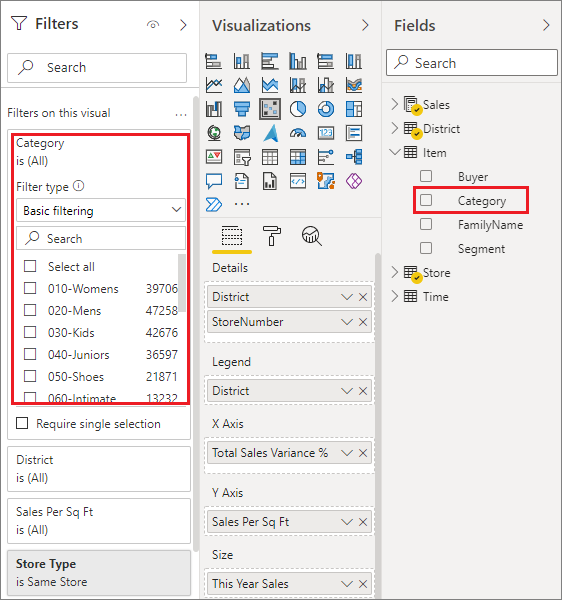 Filters
Search
Filters on this visual
...
Category
is (All)
Filter type
Basic filtering
Search
Select all
010-Womens 39706
020-Mens 47258
030-Kids 42676
040-Juniors 36597
050-Shoes 21871
060-Intimate 13232
Require single selection
District
is (All)
Sales Per Sq Ft
is (All)
Store Type
is Same Store
Visualizations
...
Details
District
StoreNumber
Legend
District
X Axis
Total Sales Variance %
Y Axis
Sales Per Sq Ft
Size
This Year Sales
Fields
Search
Sales
District
Item
Buyer
Category
FamilyName
Segment
Store
Time